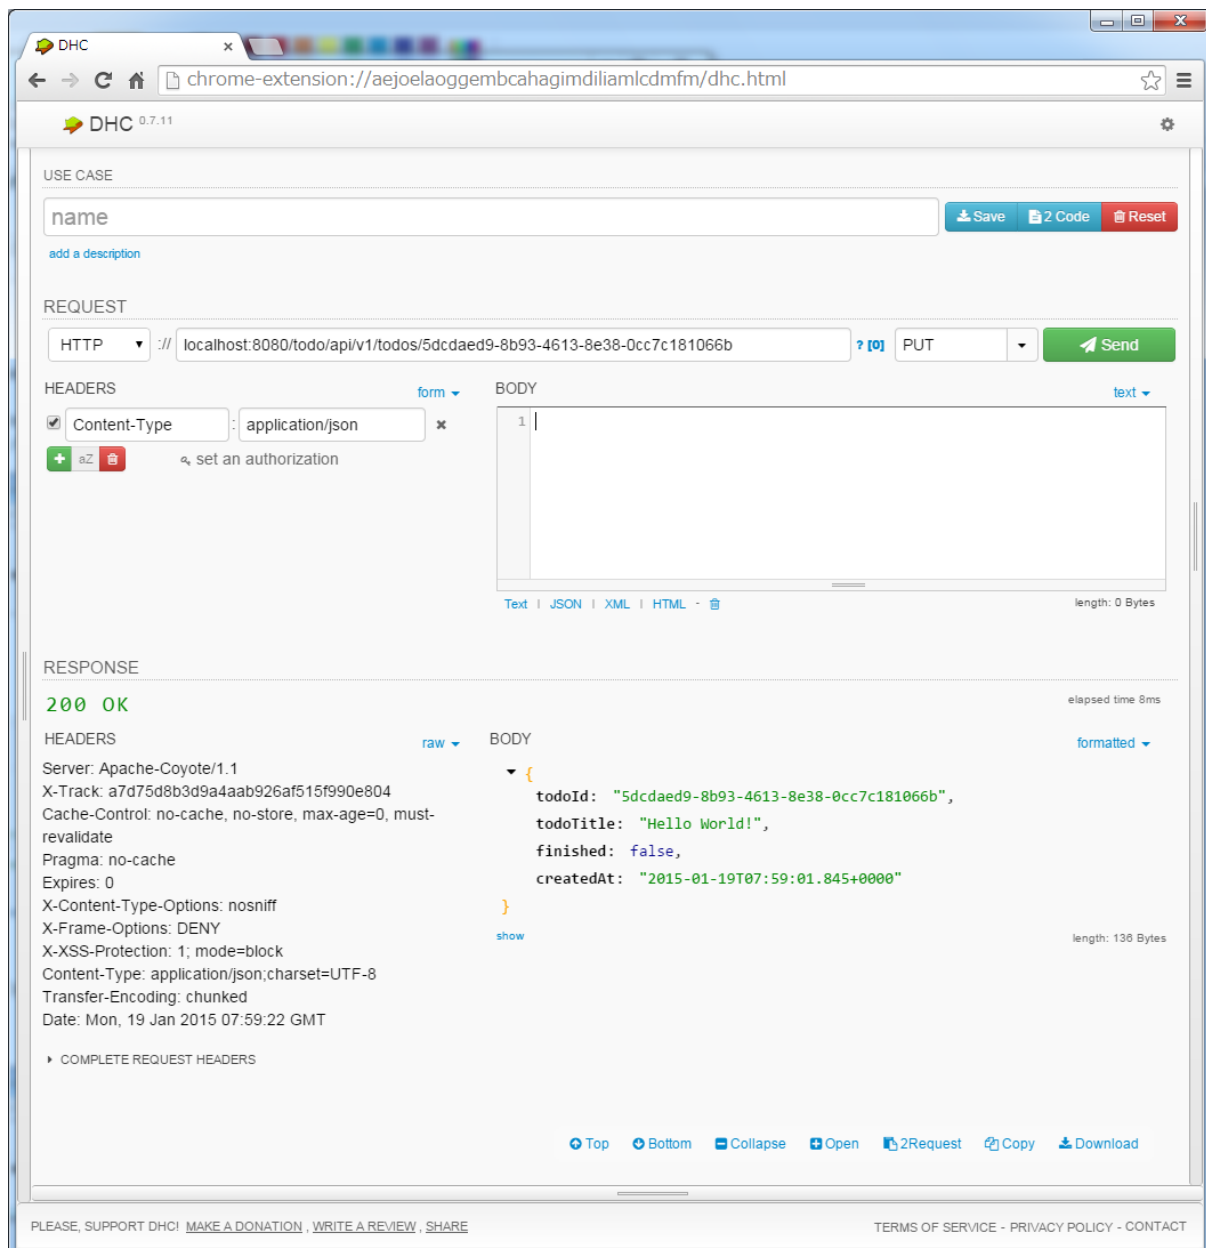 DHC
chrome-extension://aejoelaoggembcahagimdiliamlcdmfm/dhc.html
DHC 0.7.11
USE CASE
name
Save 2 Code Reset
add a description
REQUEST
HTTP :// localhost:8080/todo/api/v1/todos/5dcdaed9-8b93-4613-8e38-0cc7c181066b ? [0] PUT Send
HEADERS form BODY text
Content-Type : application/json
1
aZ set an authorization
Text | JSON | XML | HTML - length: 0 Bytes
RESPONSE
200 OK elapsed time 8ms
HEADERS raw
Server: Apache-Coyote/1.1
X-Track: a7d75d8b3d9a4aab926af515f990e804
Cache-Control: no-cache, no-store, max-age=0, must-
revalidate
Pragma: no-cache
Expires: 0
X-Content-Type-Options: nosniff
X-Frame-Options: DENY
X-XSS-Protection: 1; mode=block
Content-Type: application/json;charset=UTF-8
Transfer-Encoding: chunked
Date: Mon, 19 Jan 2015 07:59:22 GMT
COMPLETE REQUEST HEADERS
BODY formatted
{
todoId: "5dcdaed9-8b93-4613-8e38-0cc7c181066b",
todoTitle: "Hello World!",
finished: false,
createdAt: "2015-01-19T07:59:01.845+0000"
}
show length: 136 Bytes
Top Bottom Collapse Open 2Request Copy Download
PLEASE, SUPPORT DHC! MAKE A DONATION , WRITE A REVIEW , SHARE TERMS OF SERVICE - PRIVACY POLICY - CONTACT